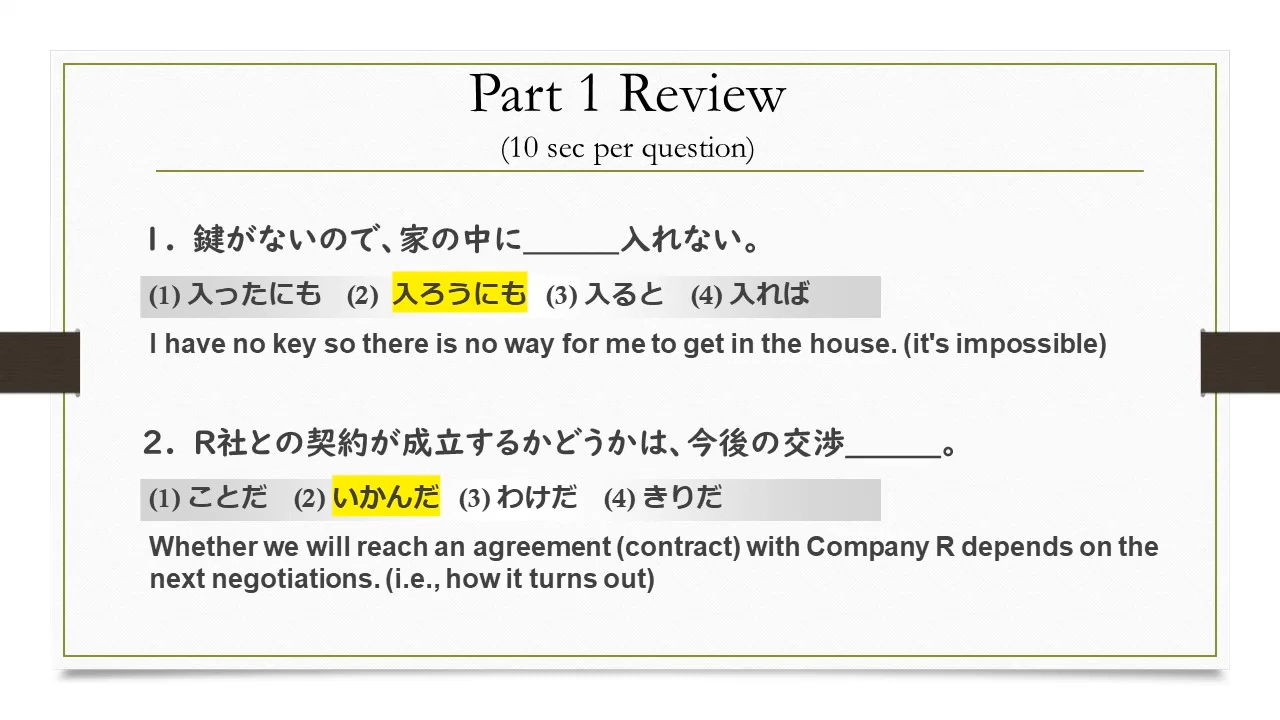 Part 1 Review
(10 sec per question)
1. 鍵がないので、家の中に______入れない。
(1) 入ったにも (2) 入ろうにも (3) 入ると (4) 入れば
I have no key so there is no way for me to get in the house. (it's impossible)
2. R社との契約が成立するかどうかは、今後の交渉______。
(1) ことだ (2) いかんだ (3) わけだ (4) きりだ
Whether we will reach an agreement (contract) with Company R depends on the
next negotiations. (i.e., how it turns out)